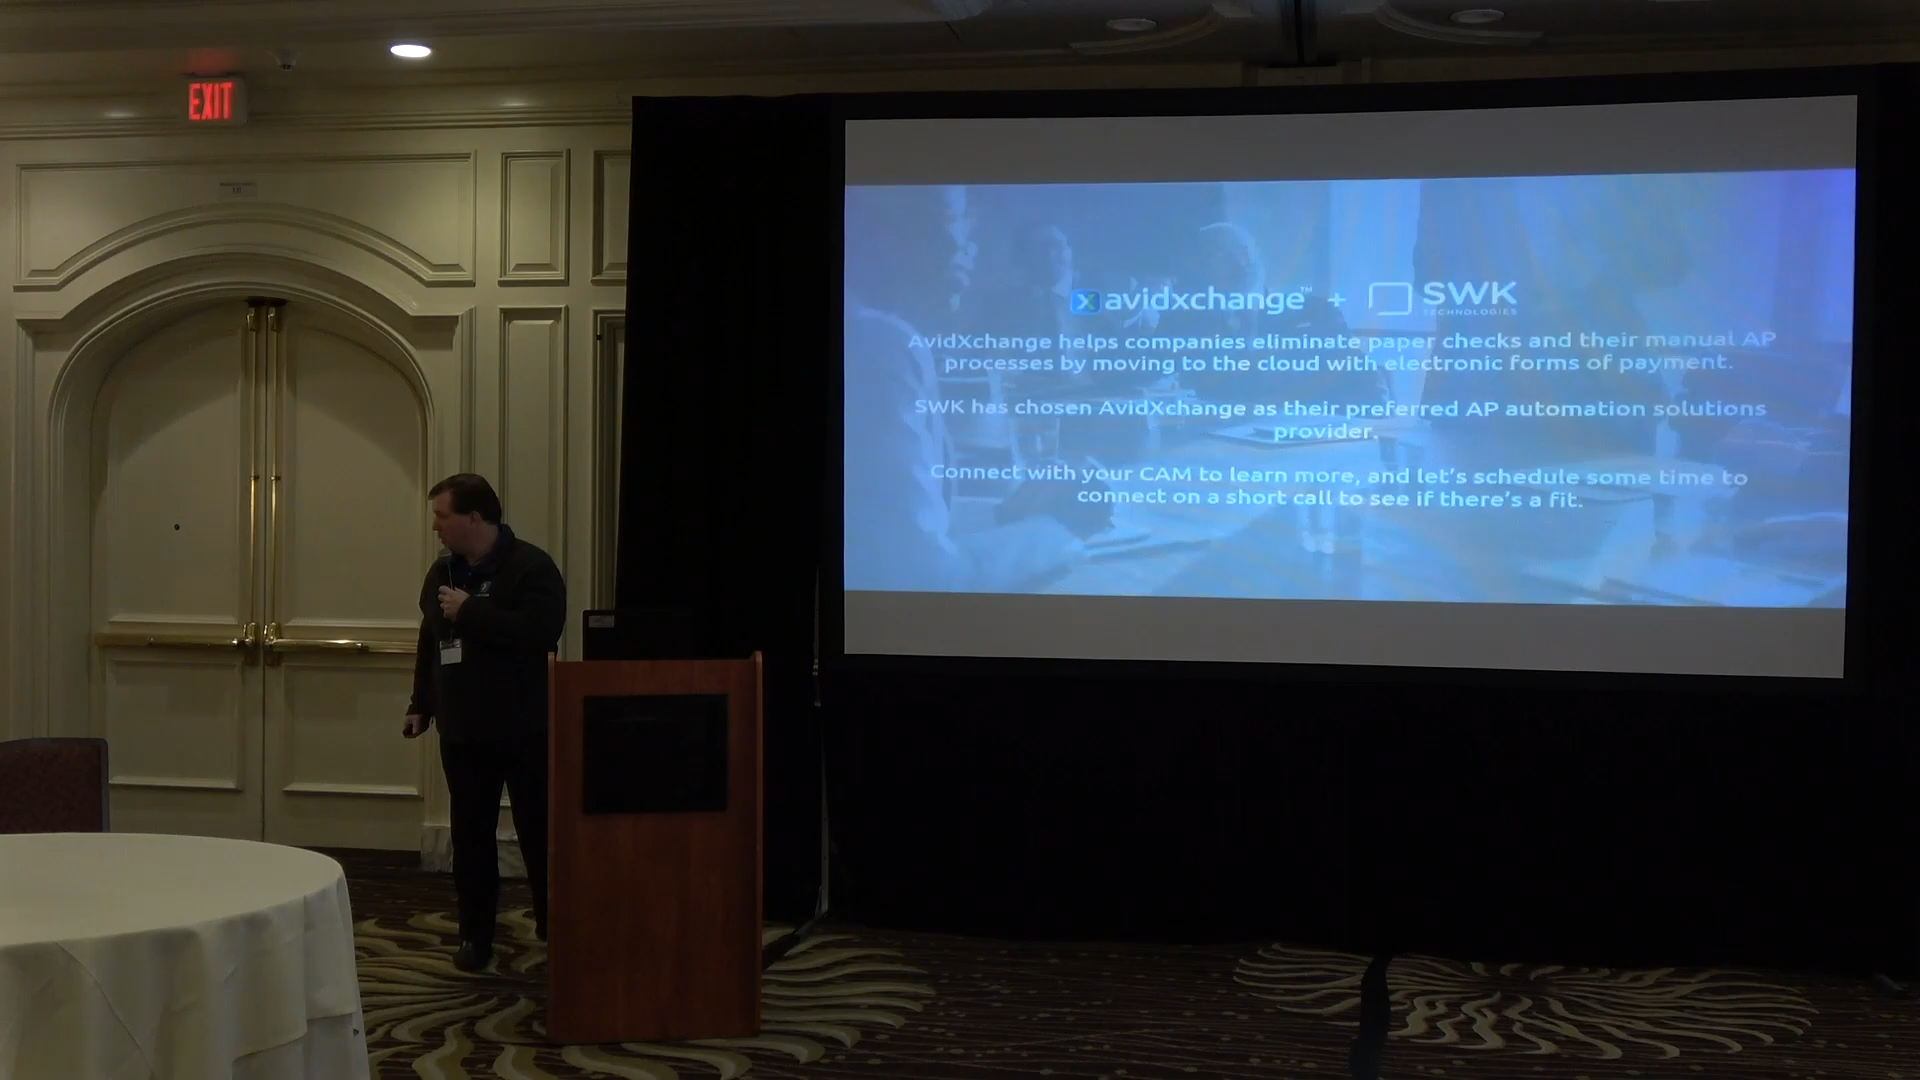 EXIT
avidxchange™ + SWK
TECHNOLOGIES
AvidXchange helps companies eliminate paper checks and their manual AP
processes by moving to the cloud with electronic forms of payment.
SWK has chosen AvidXchange as their preferred AP automation solutions
provider.
Connect with your CAM to learn more, and let's schedule some time to
connect on a short call to see if there's a fit.